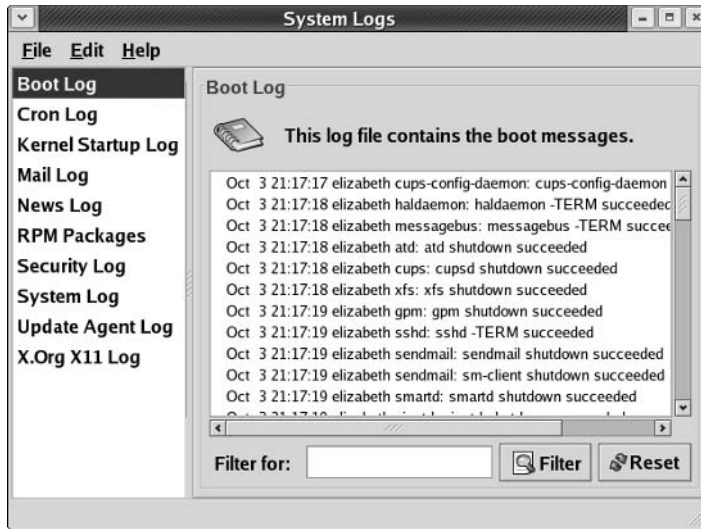 System Logs
File Edit Help
Boot Log
Cron Log
Kernel Startup Log
Mail Log
News Log
RPM Packages
Security Log
System Log
Update Agent Log
X.Org X11 Log
Boot Log
This log file contains the boot messages.
Oct 3 21:17:17 elizabeth cups-config-daemon: cups-config-daemon
Oct 3 21:17:18 elizabeth haldaemon: haldaemon -TERM succeeded
Oct 3 21:17:18 elizabeth messagebus: messagebus -TERM succee
Oct 3 21:17:18 elizabeth atd: atd shutdown succeeded
Oct 3 21:17:18 elizabeth cups: cupsd shutdown succeeded
Oct 3 21:17:18 elizabeth xfs: xfs shutdown succeeded
Oct 3 21:17:19 elizabeth gpm: gpm shutdown succeeded
Oct 3 21:17:19 elizabeth sshd: sshd -TERM succeeded
Oct 3 21:17:19 elizabeth sendmail: sendmail shutdown succeeded
Oct 3 21:17:19 elizabeth sendmail: sm-client shutdown succeeded
Oct 3 21:17:19 elizabeth smartd: smartd shutdown succeeded
Filter for: Filter Reset